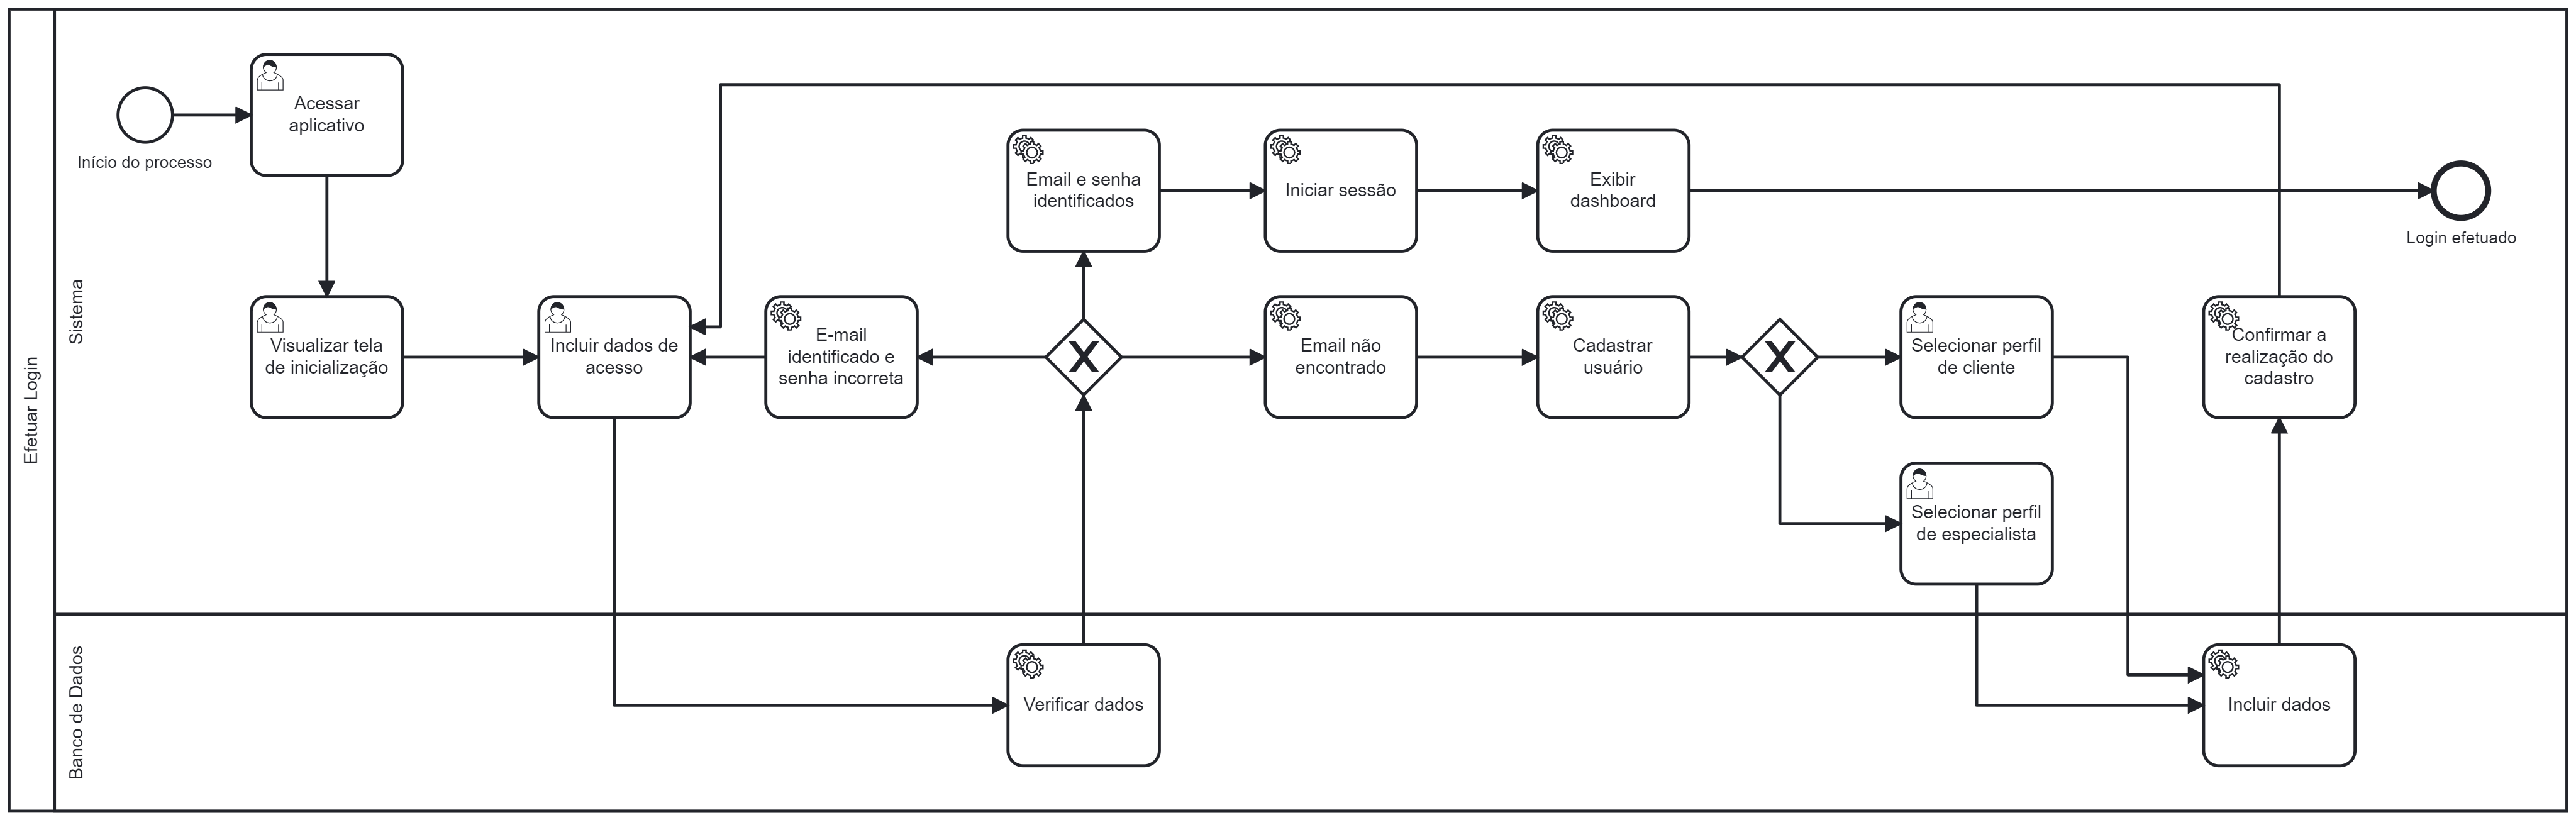 Efetuar Login
Sistema
Banco de Dados
Início do processo
Acessar
aplicativo
Visualizar tela
de inicialização
Incluir dados de
acesso
E-mail
identificado e
senha incorreta
Email e senha
identificados
Iniciar sessão
Exibir
dashboard
Login efetuado
Email não
encontrado
Cadastrar
usuário
Selecionar perfil
de cliente
Selecionar perfil
de especialista
Confirmar a
realização do
cadastro
Verificar dados
Incluir dados